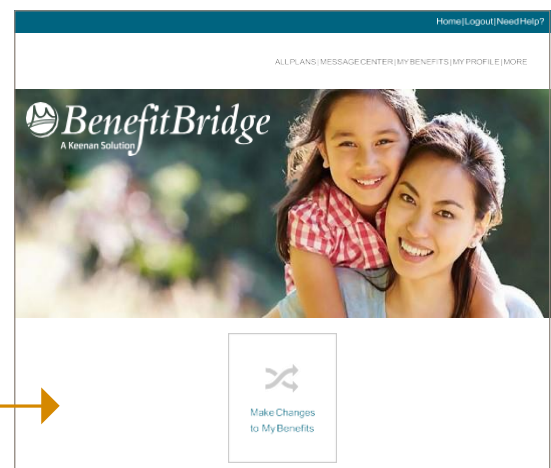 Home|Logout|Need Help?
ALL PLANS|MESSAGE CENTER|MY BENEFITS|MY PROFILE|MORE
BenefitBridge
A Keenan Solution
Make Changes
to My Benefits